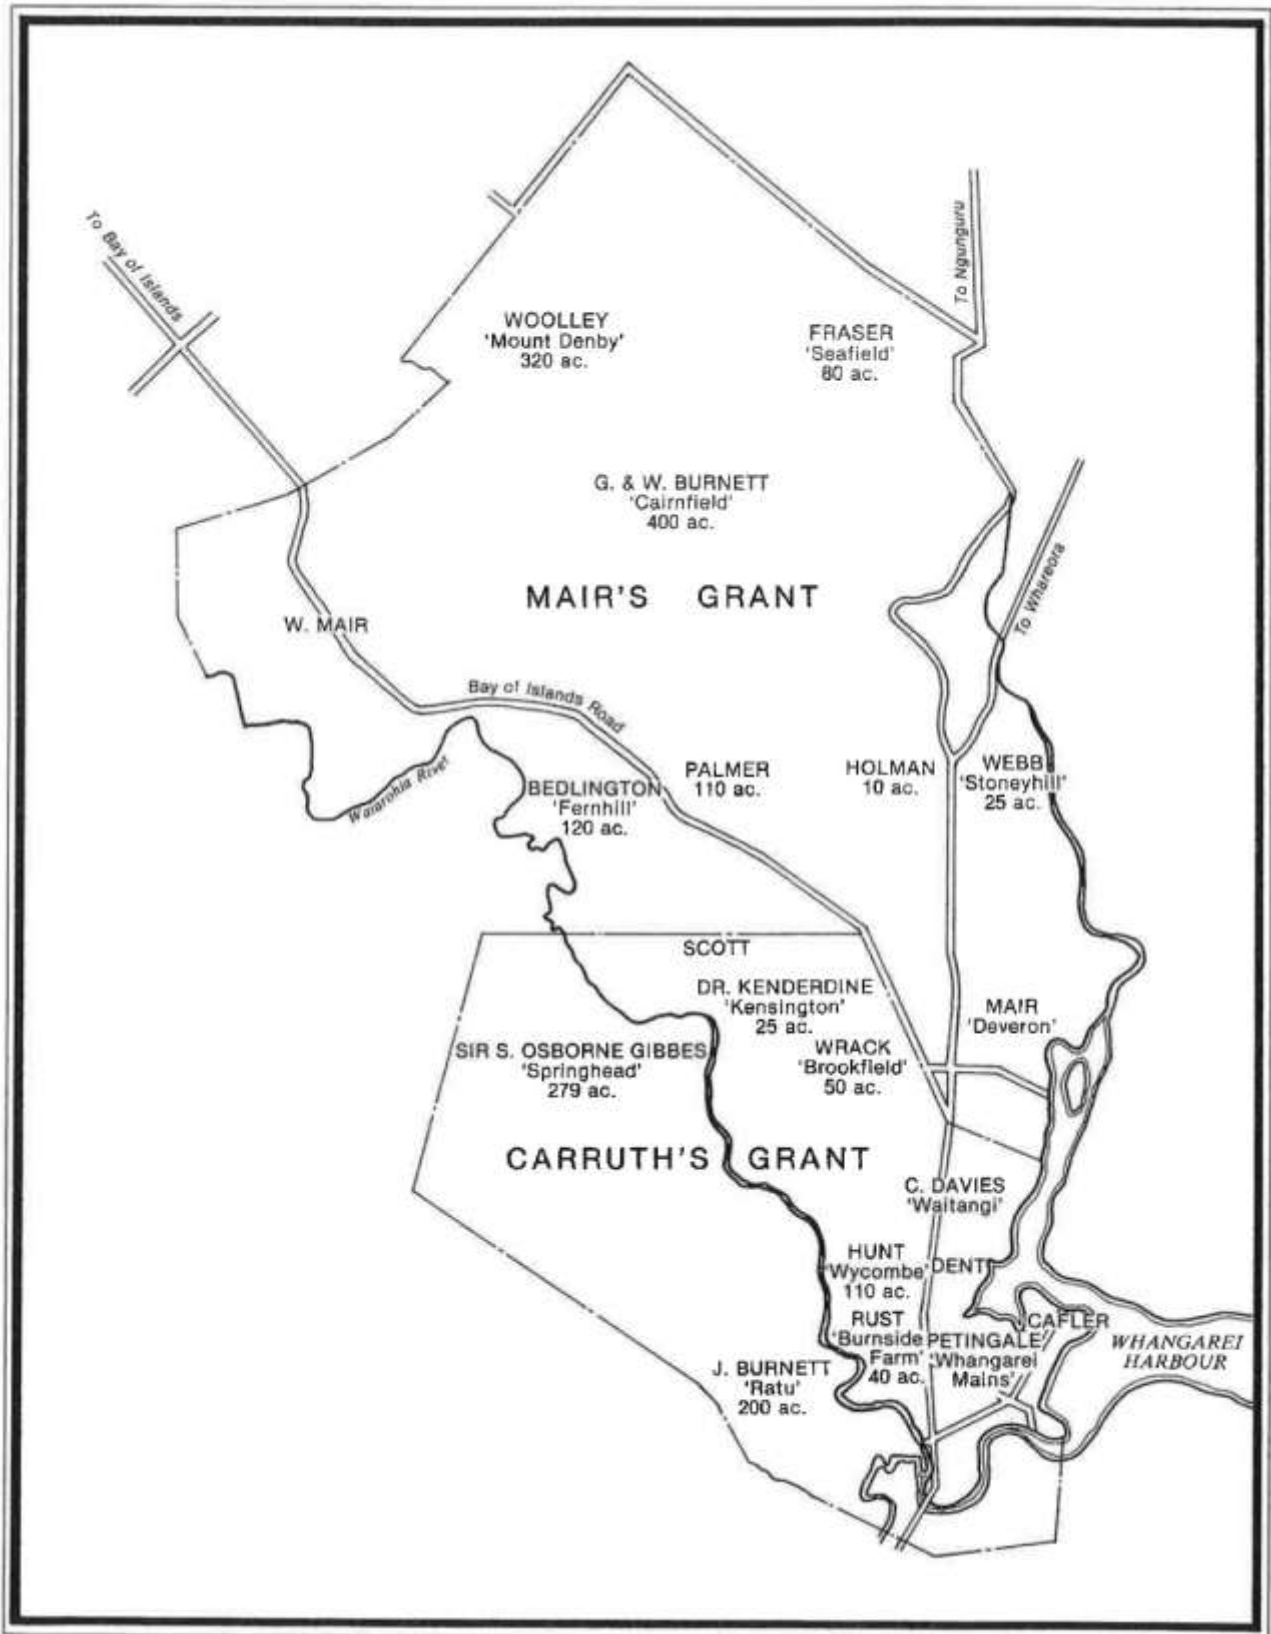 To Bay of Islands
To Ngunguru
WOOLLEY
'Mount Denby'
320 ac.
FRASER
'Seafield'
80 ac.
G. & W. BURNETT
'Cairnfield'
400 ac.
MAIR'S GRANT
To Whareora
W. MAIR
Bay of Islands Road
Waiarohia River
BEDLINGTON
'Fernhill'
120 ac.
PALMER
110 ac.
HOLMAN
10 ac.
WEBB
'Stoneyhill'
25 ac.
SCOTT
DR. KENDERDINE
'Kensington'
25 ac.
MAIR
'Deveron'
SIR S. OSBORNE GIBBES
'Springhead'
279 ac.
WRACK
'Brookfield'
50 ac.
CARRUTH'S GRANT
C. DAVIES
'Waitangi'
HUNT
'Wycombe'
110 ac.
DENT
RUST
'Burnside
Farm'
40 ac.
PETINGALE
'Whangarei
Mains'
CAFLER
WHANGAREI
HARBOUR
J. BURNETT
'Ratu'
200 ac.